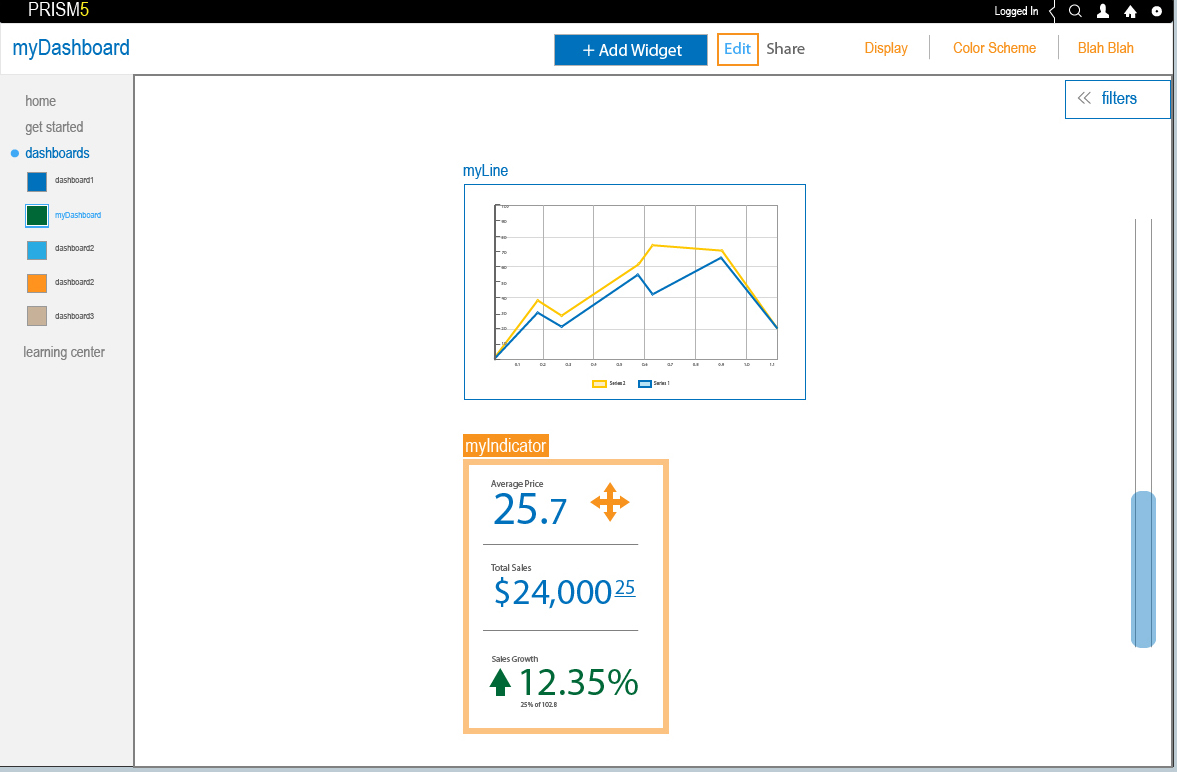 PRISM5
Logged In
myDashboard
+ Add Widget
Edit
Share
Display
Color Scheme
Blah Blah
home
get started
dashboards
dashboard1
myDashboard
dashboard2
dashboard2
dashboard3
learning center
<< filters
myLine
100
90
80
70
60
50
40
30
20
10
0.1 0.2 0.3 0.4 0.5 0.6 0.7 0.8 0.9 1.0 1.1
Series 2 Series 1
myIndicator
Average Price
25.7
Total Sales
$24,000 25
Sales Growth
12.35%
25% of 102.8